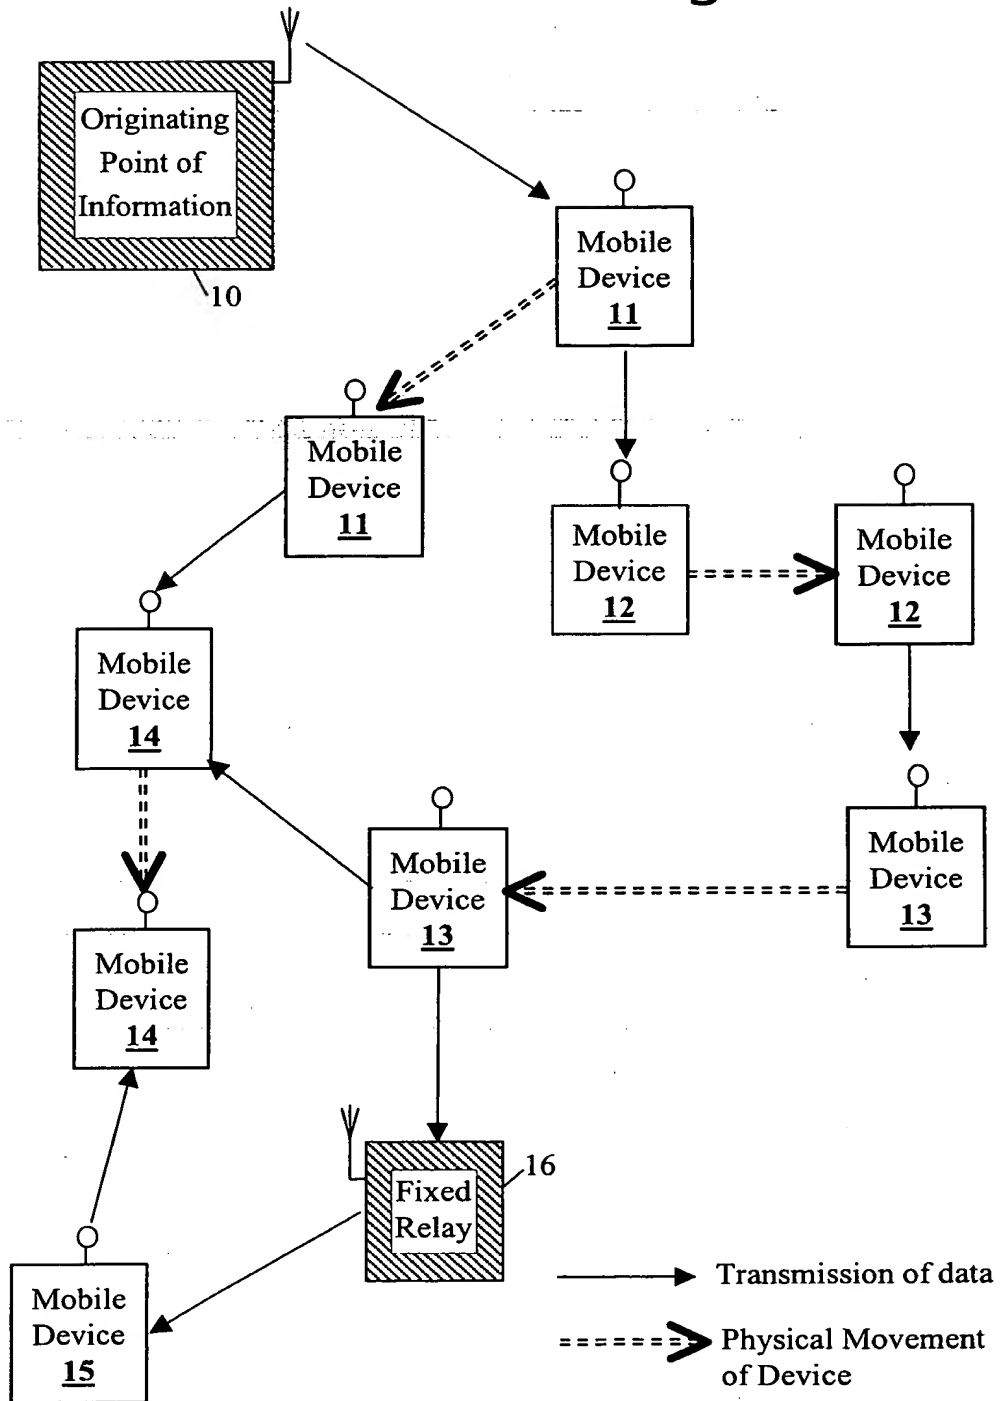 Originating
Point of
Information
10
Mobile
Device
11
Mobile
Device
11
Mobile
Device
12
Mobile
Device
12
Mobile
Device
14
Mobile
Device
13
Mobile
Device
13
Mobile
Device
14
Fixed
Relay
16
Mobile
Device
15
Transmission of data
Physical Movement
of Device